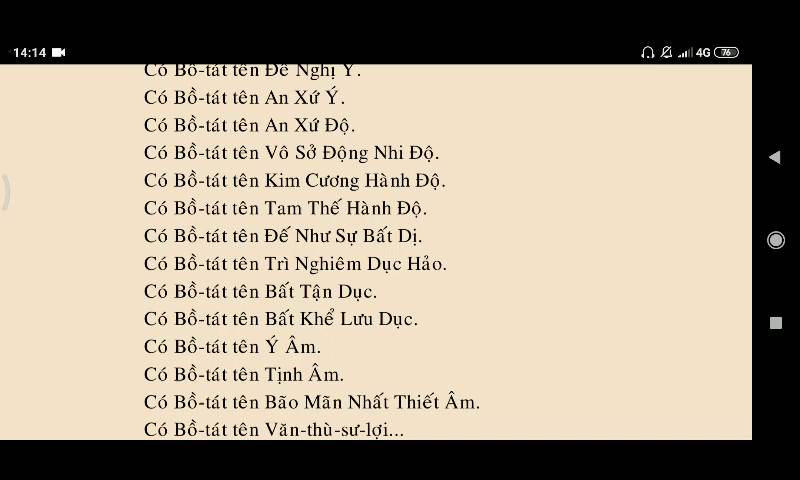 14:14
4G 76
Có Bồ-tát tên Đế Nghị Ý.
Có Bồ-tát tên An Xứ Ý.
Có Bồ-tát tên An Xứ Độ.
Có Bồ-tát tên Vô Sở Động Nhi Độ.
Có Bồ-tát tên Kim Cương Hành Độ.
Có Bồ-tát tên Tam Thế Hành Độ.
Có Bồ-tát tên Đế Như Sự Bất Dị.
Có Bồ-tát tên Trì Nghiêm Dục Hảo.
Có Bồ-tát tên Bất Tận Dục.
Có Bồ-tát tên Bất Khể Lưu Dục.
Có Bồ-tát tên Ý Âm.
Có Bồ-tát tên Tịnh Âm.
Có Bồ-tát tên Bão Mãn Nhất Thiết Âm.
Có Bồ-tát tên Văn-thù-sư-lợi...